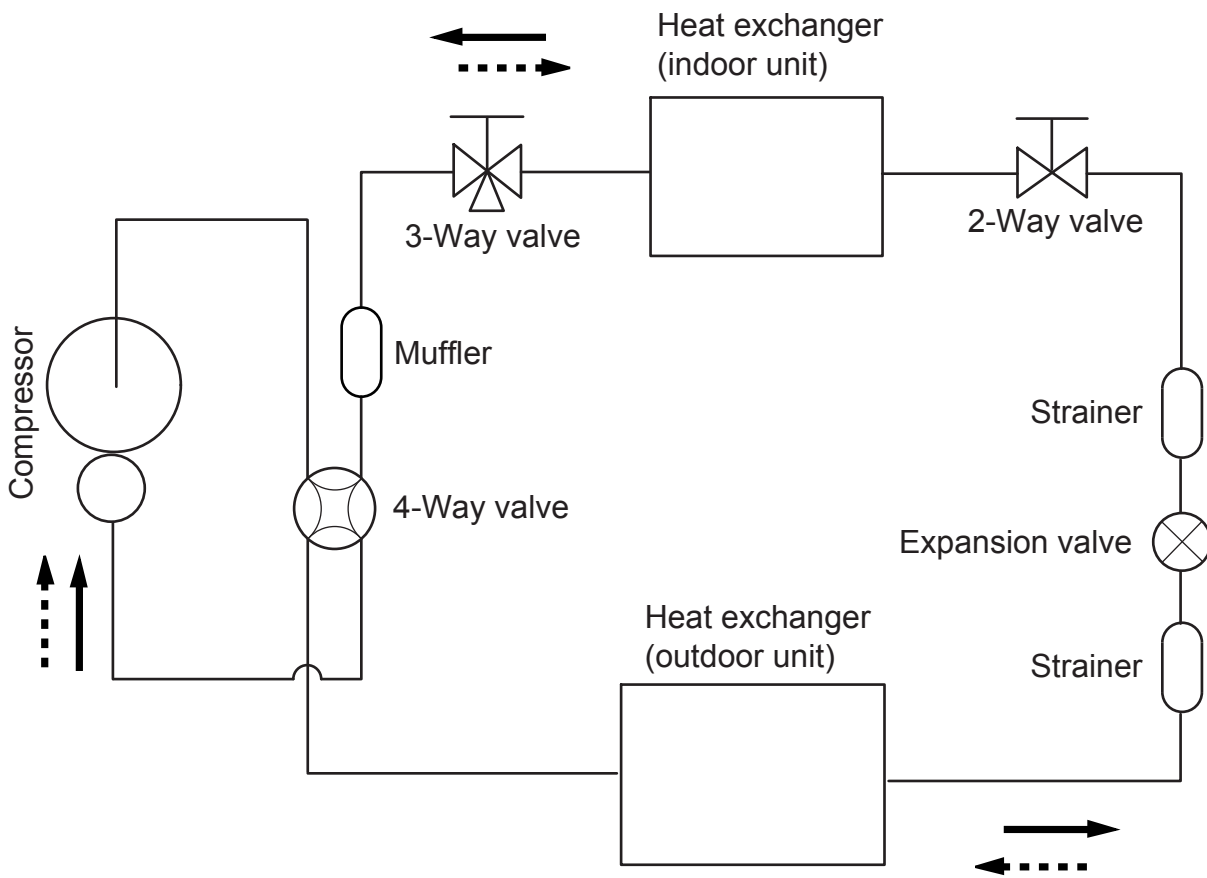 Heat exchanger
(indoor unit)
3-Way valve
2-Way valve
Compressor
Muffler
Strainer
4-Way valve
Expansion valve
Heat exchanger
(outdoor unit)
Strainer